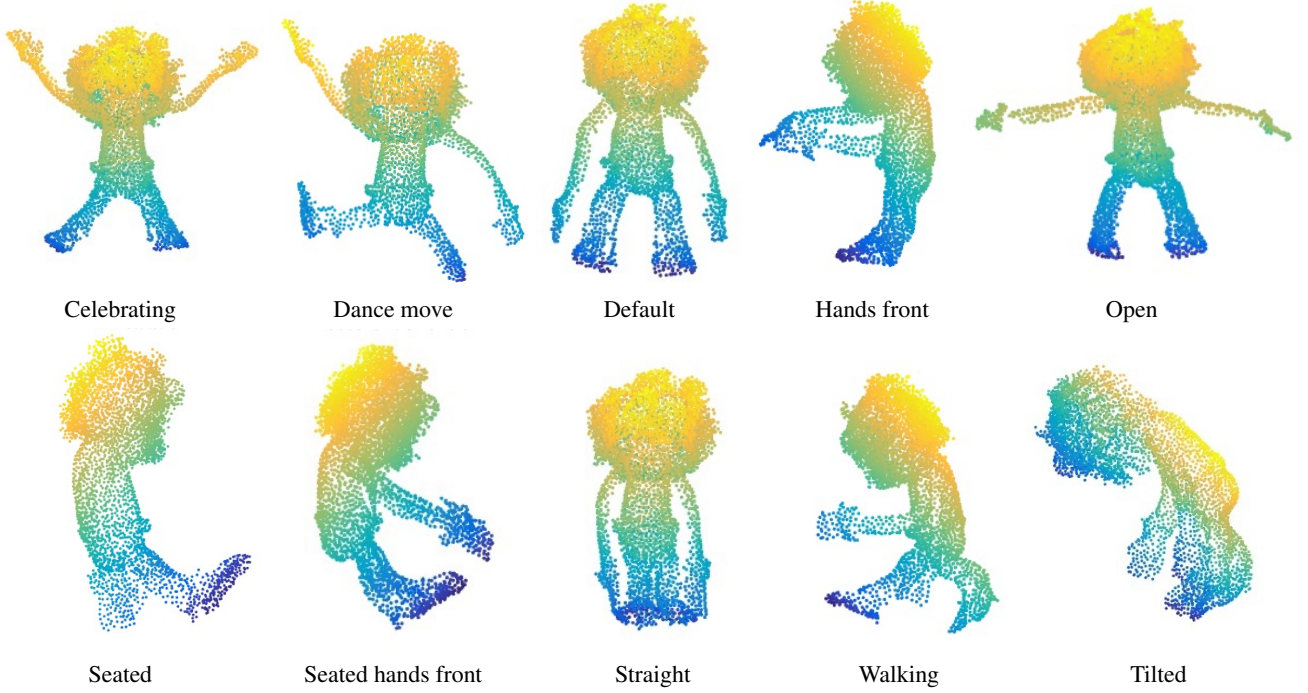 Celebrating
Dance move
Default
Hands front
Open
Seated
Seated hands front
Straight
Walking
Tilted